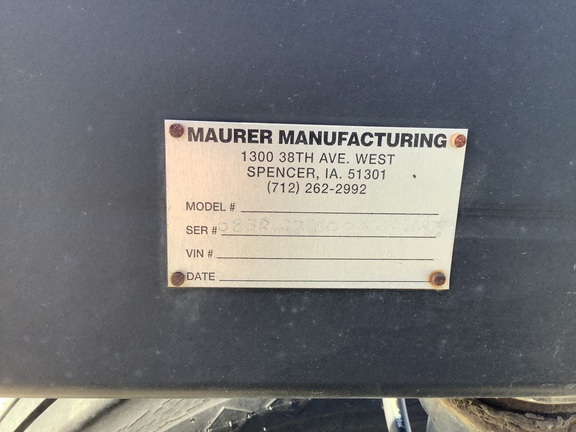 MAURER MANUFACTURING
1300 38TH AVE. WEST
SPENCER, IA. 51301
(712) 262-2992
MODEL #
SER #
VIN #
DATE